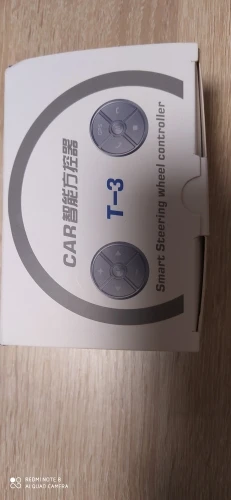 CAR智能方控器
T-3
Smart Steering wheel controller
REDMI NOTE 8
AI QUAD CAMERA